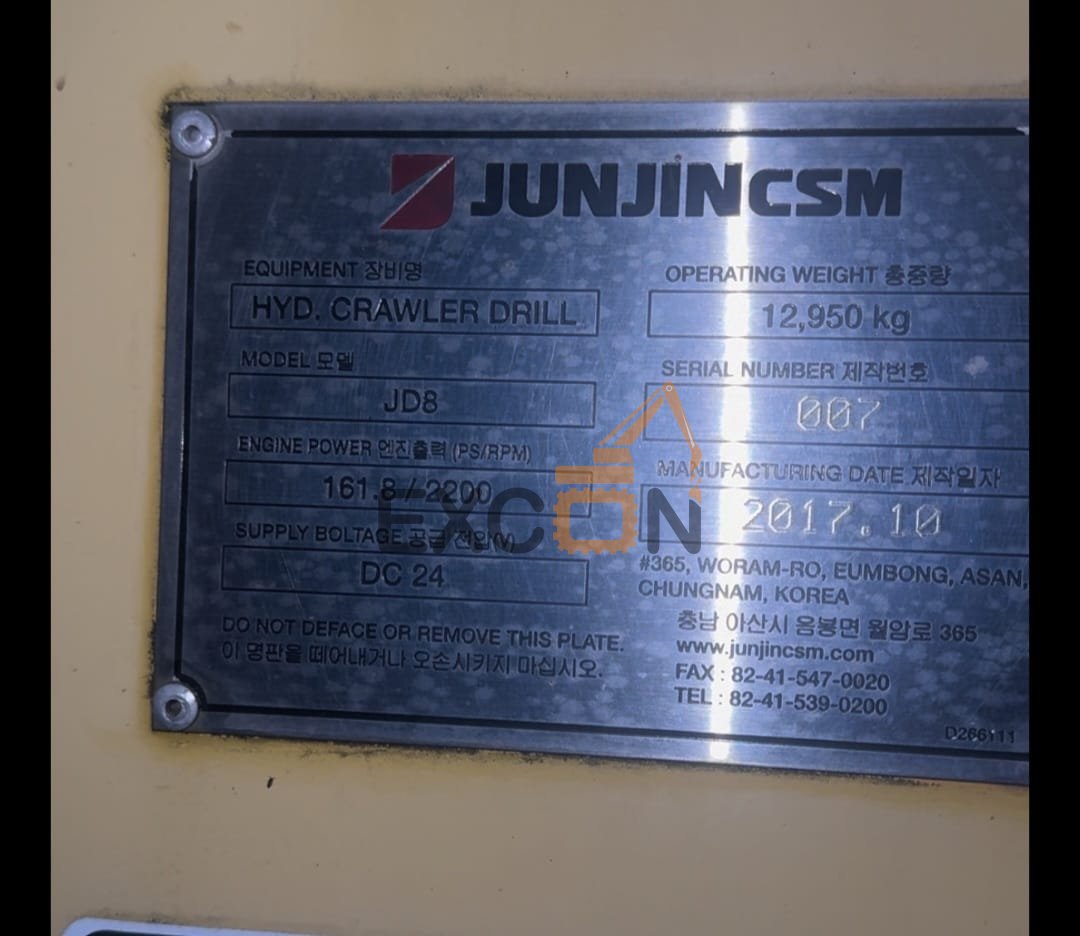 JUNJINCSM
EQUIPMENT 장비명
HYD. CRAWLER DRILL
MODEL 모델
JD8
ENGINE POWER 엔진출력 (PS/RPM)
161.8 / 2200
SUPPLY BOLTAGE 공급 전압(V)
DC 24
DO NOT DEFACE OR REMOVE THIS PLATE.
이 명판을 떼어내거나 오손시키지 마십시오.
OPERATING WEIGHT 총중량
12,950 kg
SERIAL NUMBER 제작번호
007
MANUFACTURING DATE 제작일자
2017.10
#365, WORAM-RO, EUMBONG, ASAN,
CHUNGNAM, KOREA
충남 아산시 음봉면 월암로 365
www.junjincsm.com
FAX : 82-41-547-0020
TEL : 82-41-539-0200
D266111
EXCON